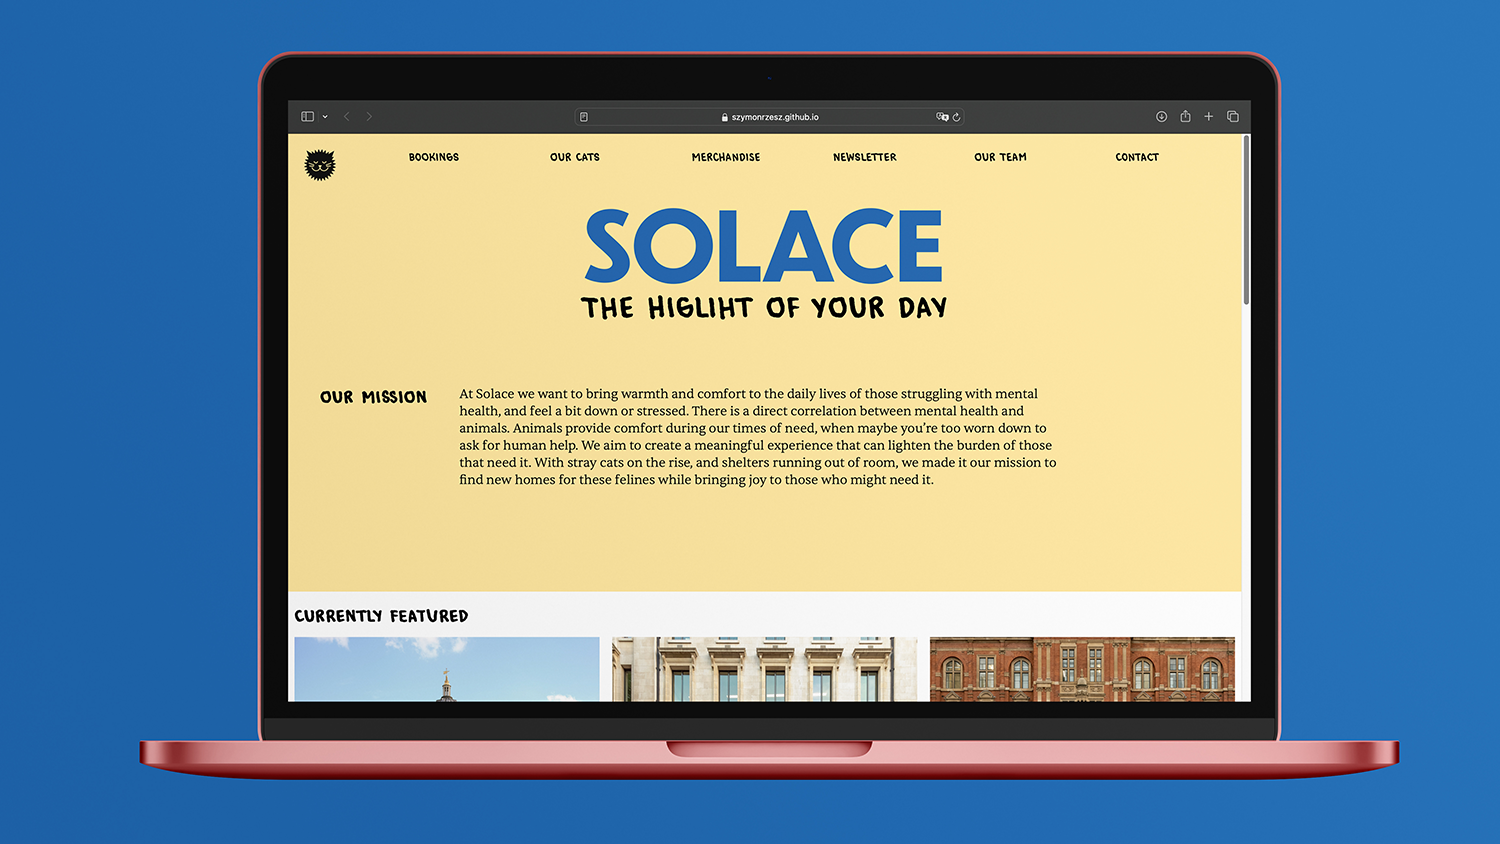 szymonrzesz.github.io
BOOKINGS
OUR CATS
MERCHANDISE
NEWSLETTER
OUR TEAM
CONTACT
SOLACE
THE HIGLIHT OF YOUR DAY
OUR MISSION
At Solace we want to bring warmth and comfort to the daily lives of those struggling with mental
health, and feel a bit down or stressed. There is a direct correlation between mental health and
animals. Animals provide comfort during our times of need, when maybe you're too worn down to
ask for human help. We aim to create a meaningful experience that can lighten the burden of those
that need it. With stray cats on the rise, and shelters running out of room, we made it our mission to
find new homes for these felines while bringing joy to those who might need it.
CURRENTLY FEATURED